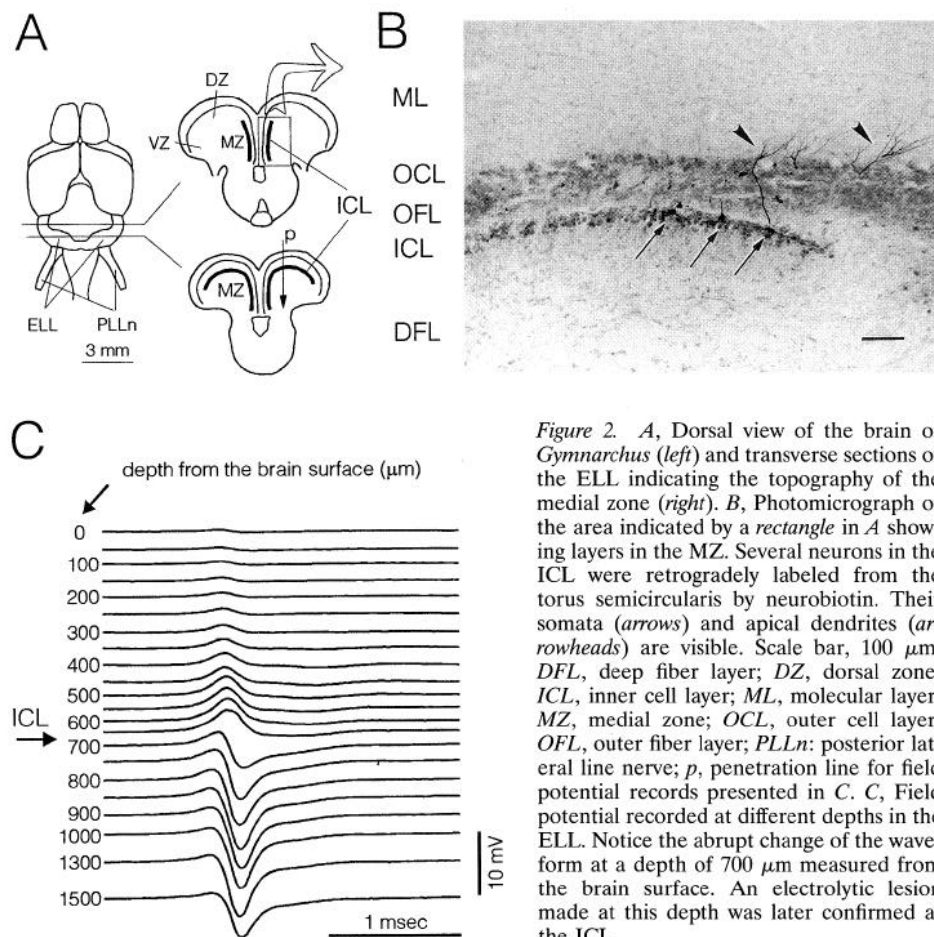 A
DZ
VZ
MZ
ICL
p
MZ
ELL
PLLn
3 mm
B
ML
OCL
OFL
ICL
DFL
C
depth from the brain surface (μm)
0
100
200
300
400
500
600
ICL
700
800
900
1000
1300
1500
10 mV
1 msec
Figure 2. A, Dorsal view of the brain o
Gymnarchus (left) and transverse sections o
the ELL indicating the topography of the
medial zone (right). B, Photomicrograph o
the area indicated by a rectangle in A show
ing layers in the MZ. Several neurons in the
ICL were retrogradely labeled from the
torus semicircularis by neurobiotin. Thei
somata (arrows) and apical dendrites (ar
rowheads) are visible. Scale bar, 100 μm
DFL, deep fiber layer; DZ, dorsal zone
ICL, inner cell layer; ML, molecular layer
MZ, medial zone; OCL, outer cell layer
OFL, outer fiber layer; PLLn: posterior lat
eral line nerve; p, penetration line for field
potential records presented in C. C, Field
potential recorded at different depths in the
ELL. Notice the abrupt change of the wave
form at a depth of 700 μm measured from
the brain surface. An electrolytic lesion
made at this depth was later confirmed a
the ICL